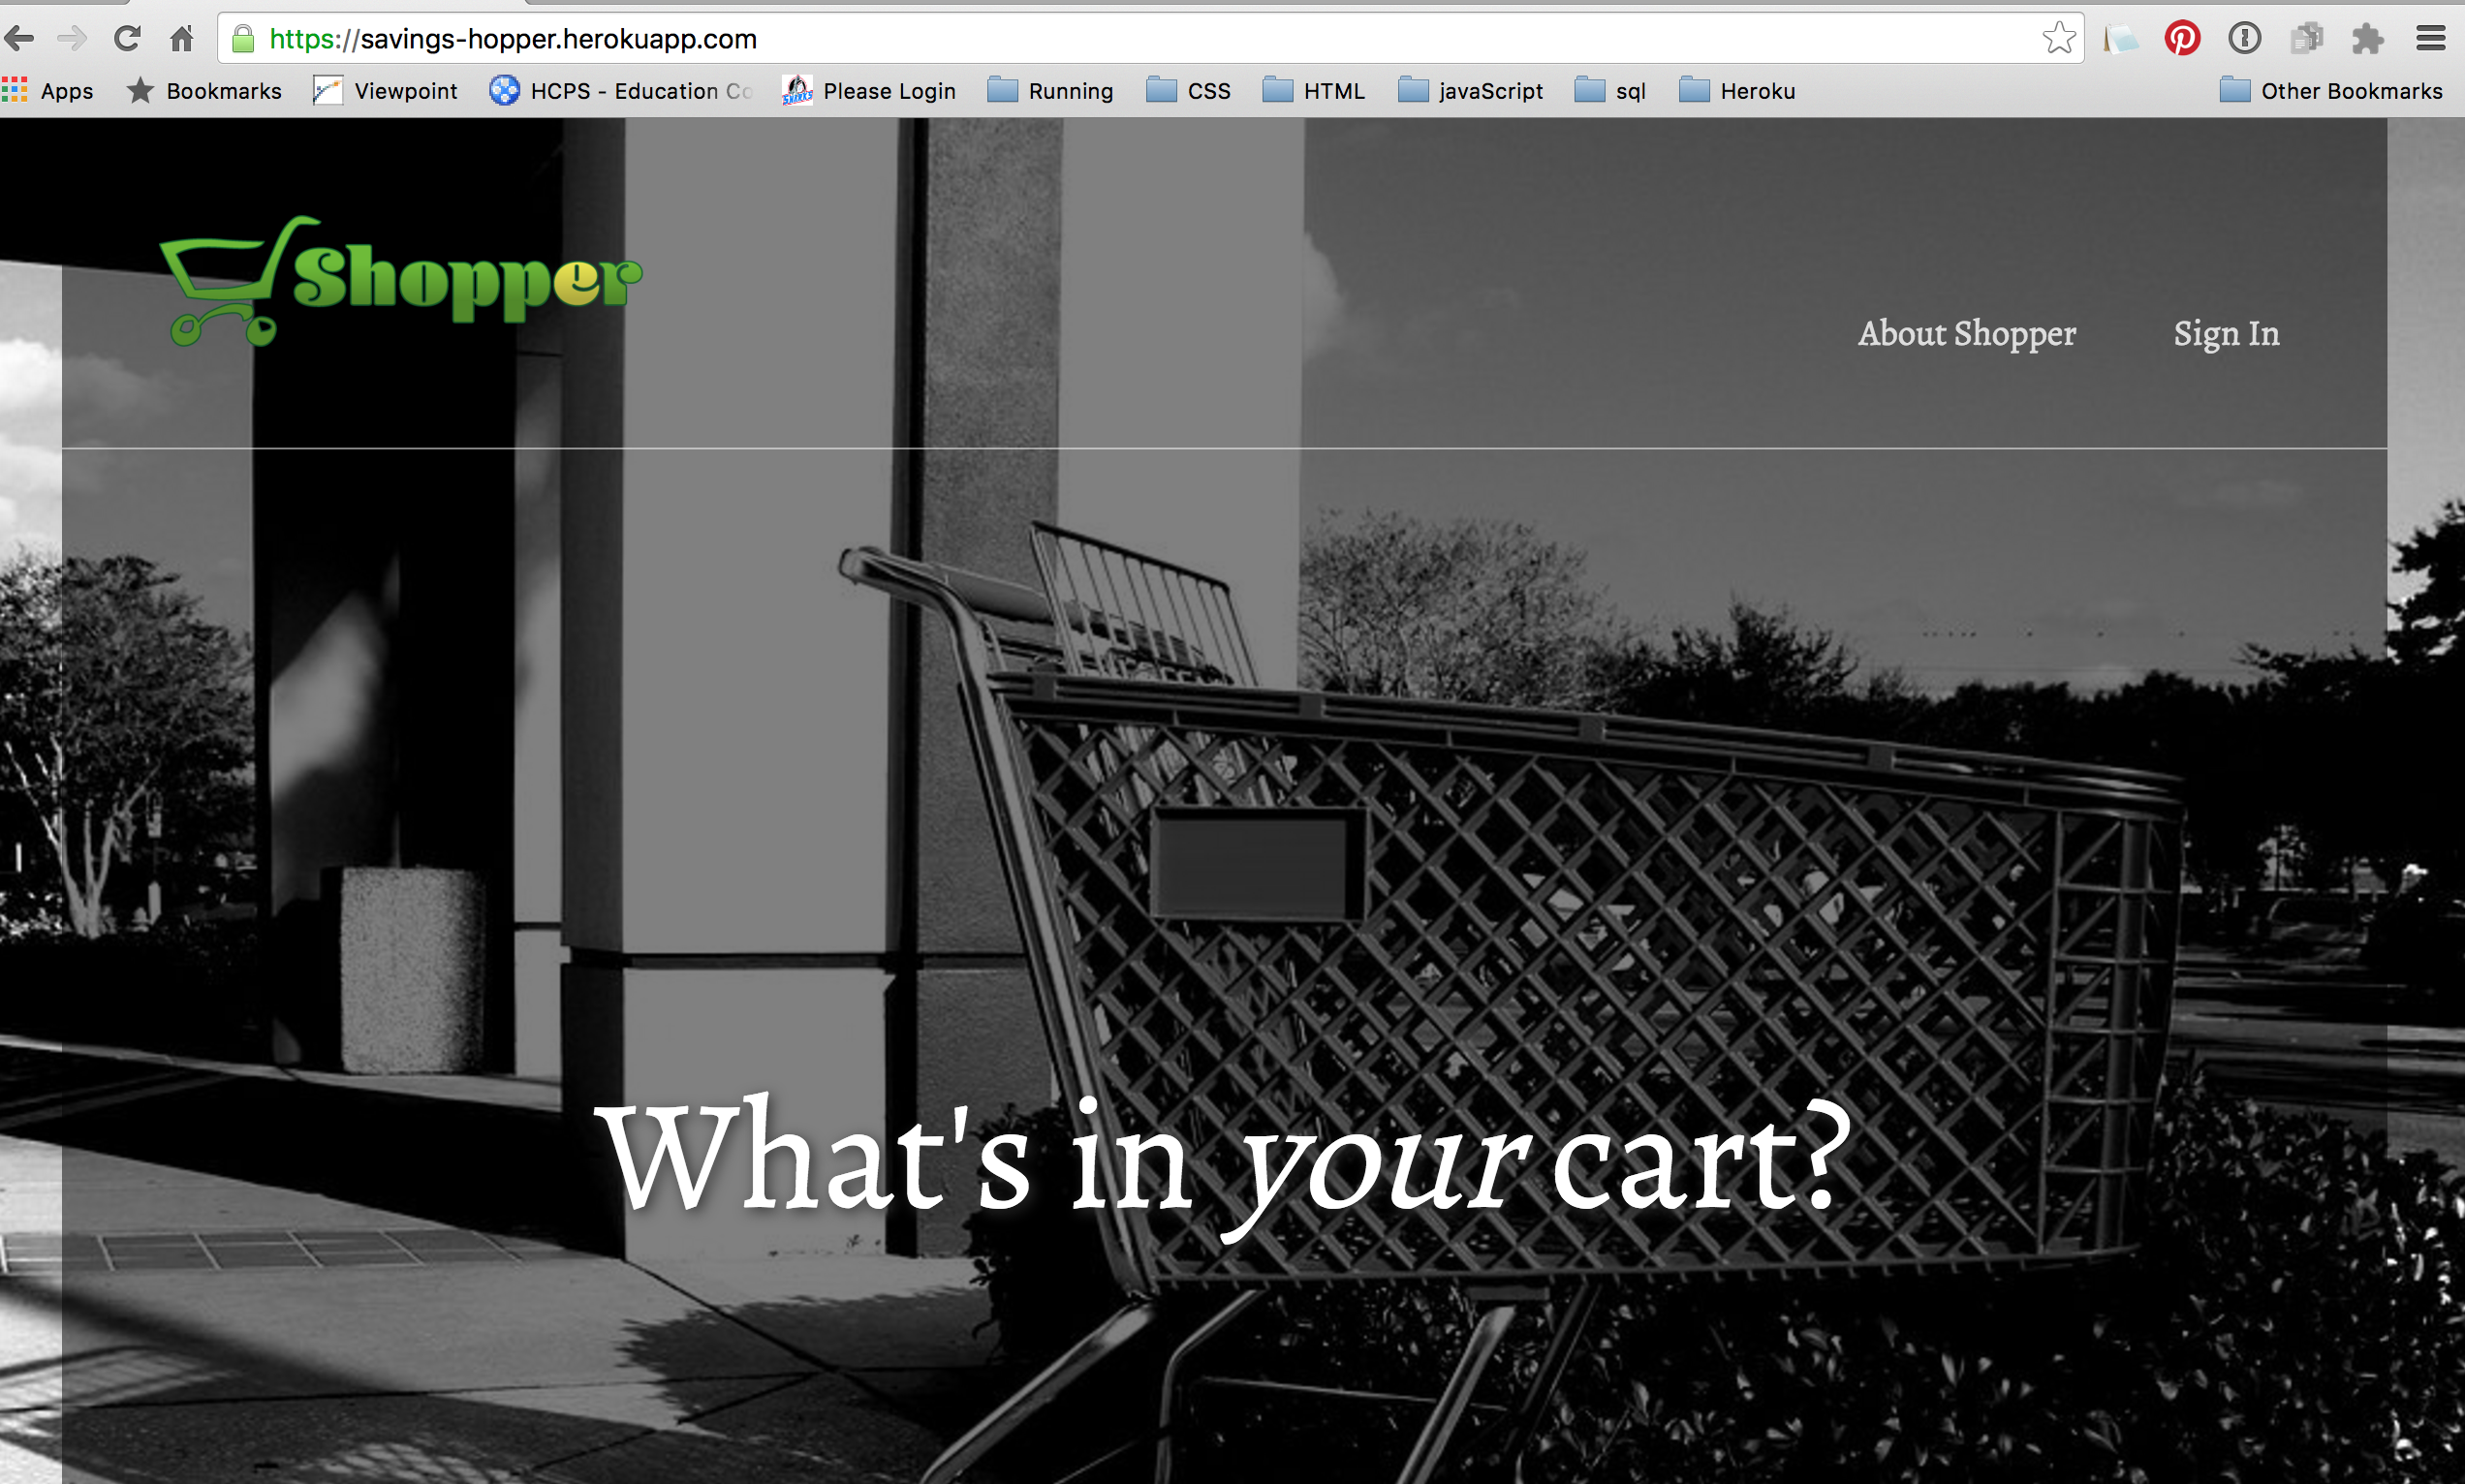 https://savings-hopper.herokuapp.com
Apps Bookmarks Viewpoint HCPS - Education Co Please Login Running CSS HTML javaScript sql Heroku Other Bookmarks
Shopper
About Shopper Sign In
What's in your cart?